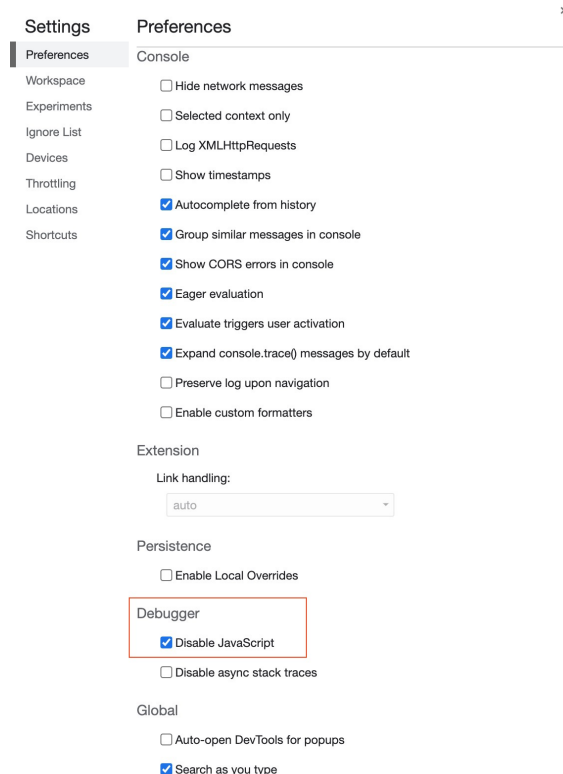 Settings
Preferences
Workspace
Experiments
Ignore List
Devices
Throttling
Locations
Shortcuts
Preferences
Console
Hide network messages
Selected context only
Log XMLHttpRequests
Show timestamps
Autocomplete from history
Group similar messages in console
Show CORS errors in console
Eager evaluation
Evaluate triggers user activation
Expand console.trace() messages by default
Preserve log upon navigation
Enable custom formatters
Extension
Link handling:
auto
Persistence
Enable Local Overrides
Debugger
Disable JavaScript
Disable async stack traces
Global
Auto-open DevTools for popups
Search as you type